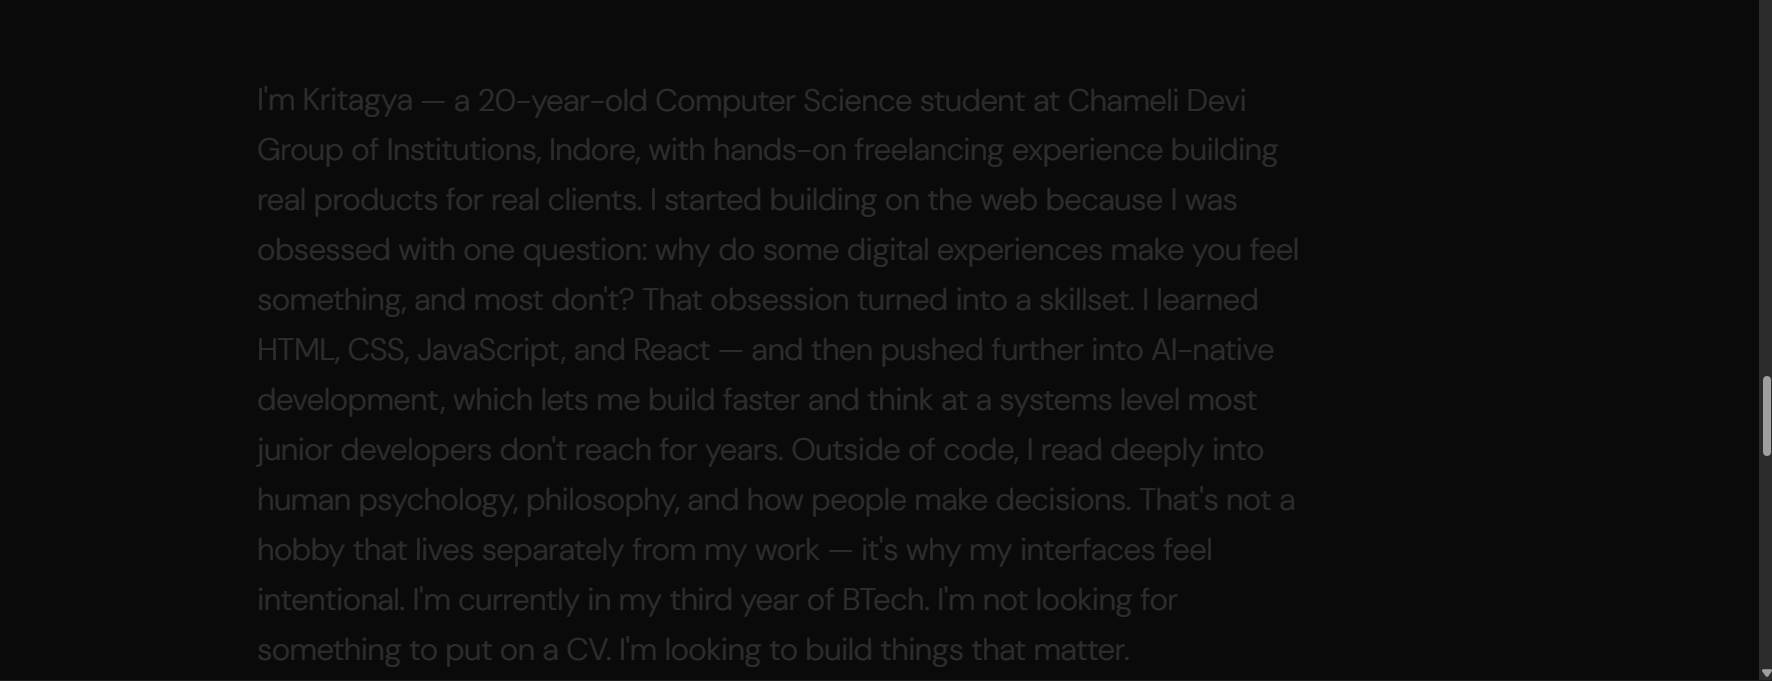 I'm Kritagya — a 20-year-old Computer Science student at Chameli Devi
Group of Institutions, Indore, with hands-on freelancing experience building
real products for real clients. I started building on the web because I was
obsessed with one question: why do some digital experiences make you feel
something, and most don't? That obsession turned into a skillset. I learned
HTML, CSS, JavaScript, and React — and then pushed further into AI-native
development, which lets me build faster and think at a systems level most
junior developers don't reach for years. Outside of code, I read deeply into
human psychology, philosophy, and how people make decisions. That's not a
hobby that lives separately from my work — it's why my interfaces feel
intentional. I'm currently in my third year of BTech. I'm not looking for
something to put on a CV. I'm looking to build things that matter.